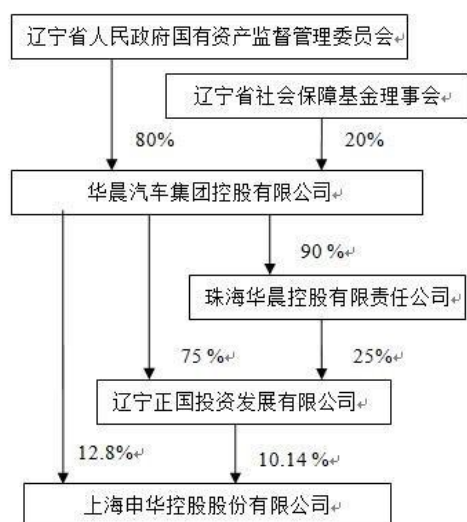 辽宁省人民政府国有资产监督管理委员会
辽宁省社会保障基金理事会
80%
20%
华晨汽车集团控股有限公司
90 %
珠海华晨控股有限责任公司
75 %
25%
辽宁正国投资发展有限公司
12.8%
10.14 %
上海申华控股股份有限公司